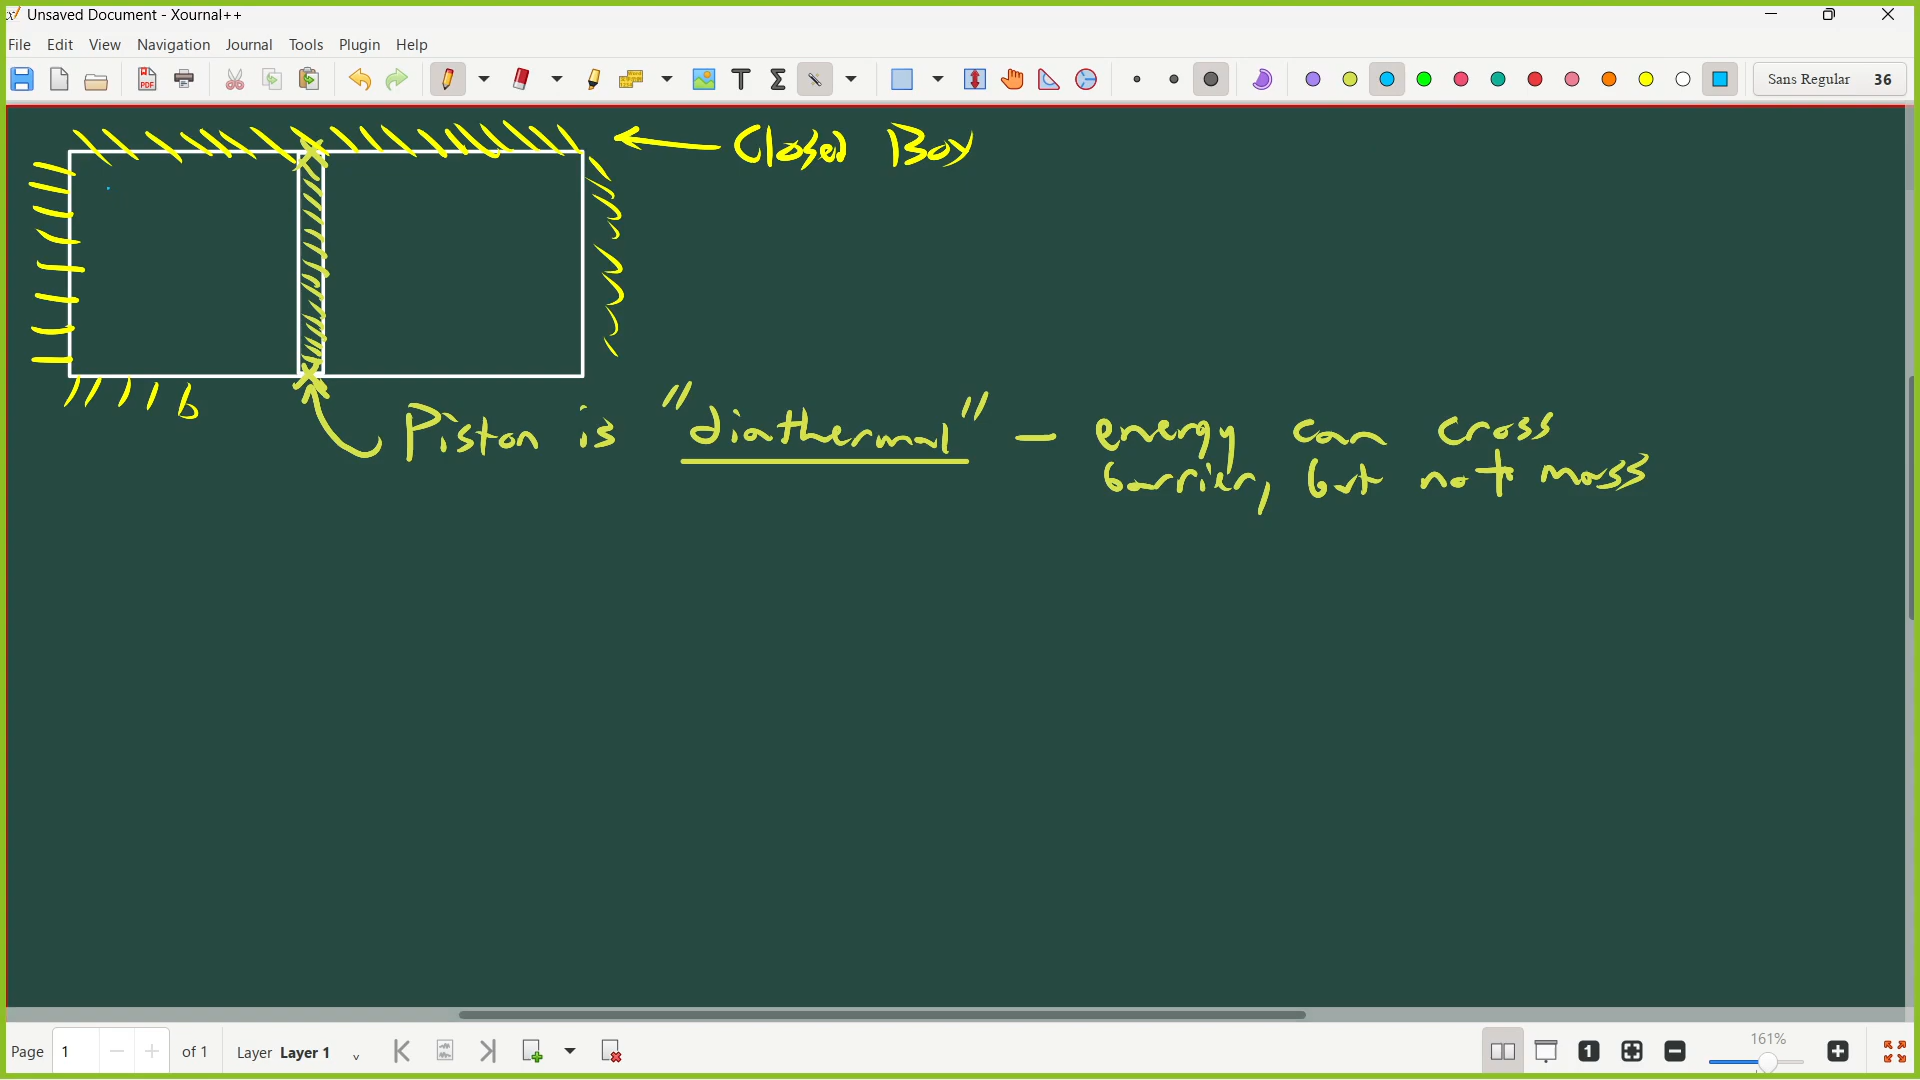 Unsaved Document - Xournal++
File Edit View Navigation Journal Tools Plugin Help
Sans Regular 36
Closed Box
Piston is "diathermal" — energy can cross
barrier, but not mass
Page 1 of 1 Layer Layer 1 161%